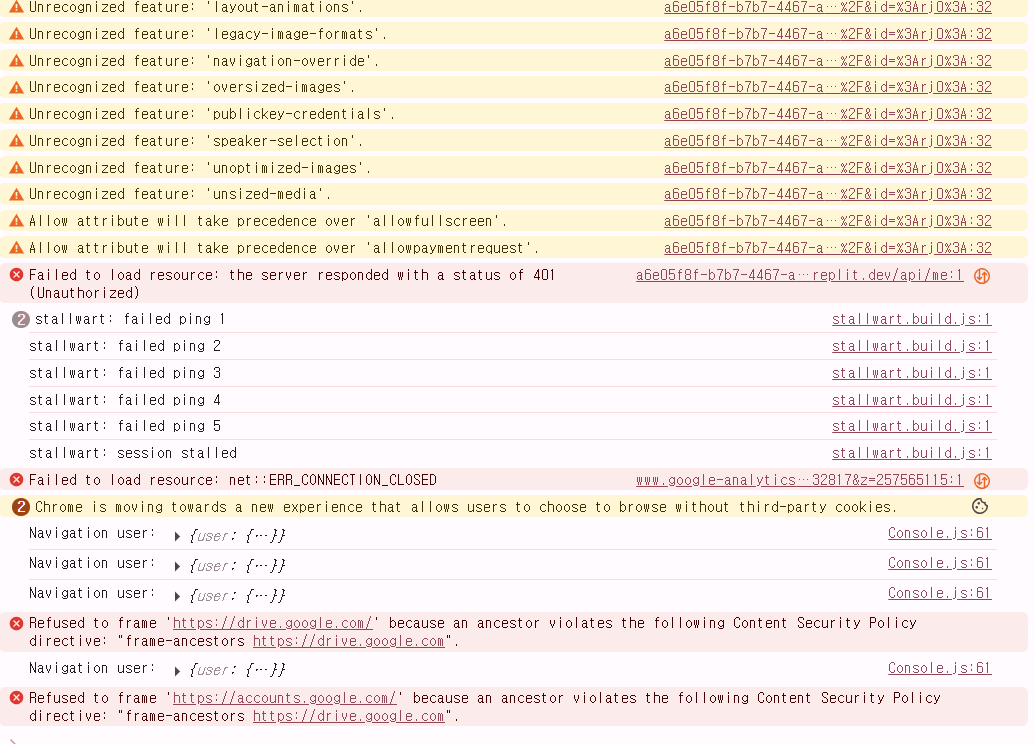 Unrecognized feature: 'layout-animations'. a6e05f8f-b7b7-4467-a…%2F&id=%3Arj0%3A:32
Unrecognized feature: 'legacy-image-formats'. a6e05f8f-b7b7-4467-a…%2F&id=%3Arj0%3A:32
Unrecognized feature: 'navigation-override'. a6e05f8f-b7b7-4467-a…%2F&id=%3Arj0%3A:32
Unrecognized feature: 'oversized-images'. a6e05f8f-b7b7-4467-a…%2F&id=%3Arj0%3A:32
Unrecognized feature: 'publickey-credentials'. a6e05f8f-b7b7-4467-a…%2F&id=%3Arj0%3A:32
Unrecognized feature: 'speaker-selection'. a6e05f8f-b7b7-4467-a…%2F&id=%3Arj0%3A:32
Unrecognized feature: 'unoptimized-images'. a6e05f8f-b7b7-4467-a…%2F&id=%3Arj0%3A:32
Unrecognized feature: 'unsized-media'. a6e05f8f-b7b7-4467-a…%2F&id=%3Arj0%3A:32
Allow attribute will take precedence over 'allowfullscreen'. a6e05f8f-b7b7-4467-a…%2F&id=%3Arj0%3A:32
Allow attribute will take precedence over 'allowpaymentrequest'. a6e05f8f-b7b7-4467-a…%2F&id=%3Arj0%3A:32
Failed to load resource: the server responded with a status of 401 a6e05f8f-b7b7-4467-a…replit.dev/api/me:1
(Unauthorized)
2 stallwart: failed ping 1 stallwart.build.js:1
stallwart: failed ping 2 stallwart.build.js:1
stallwart: failed ping 3 stallwart.build.js:1
stallwart: failed ping 4 stallwart.build.js:1
stallwart: failed ping 5 stallwart.build.js:1
stallwart: session stalled stallwart.build.js:1
Failed to load resource: net::ERR_CONNECTION_CLOSED www.google-analytics…32817&z=257565115:1
2 Chrome is moving towards a new experience that allows users to choose to browse without third-party cookies.
Navigation user: ▶ {user: {…}} Console.js:61
Navigation user: ▶ {user: {…}} Console.js:61
Navigation user: ▶ {user: {…}} Console.js:61
Refused to frame 'https://drive.google.com/' because an ancestor violates the following Content Security Policy
directive: "frame-ancestors https://drive.google.com".
Navigation user: ▶ {user: {…}} Console.js:61
Refused to frame 'https://accounts.google.com/' because an ancestor violates the following Content Security Policy
directive: "frame-ancestors https://drive.google.com".